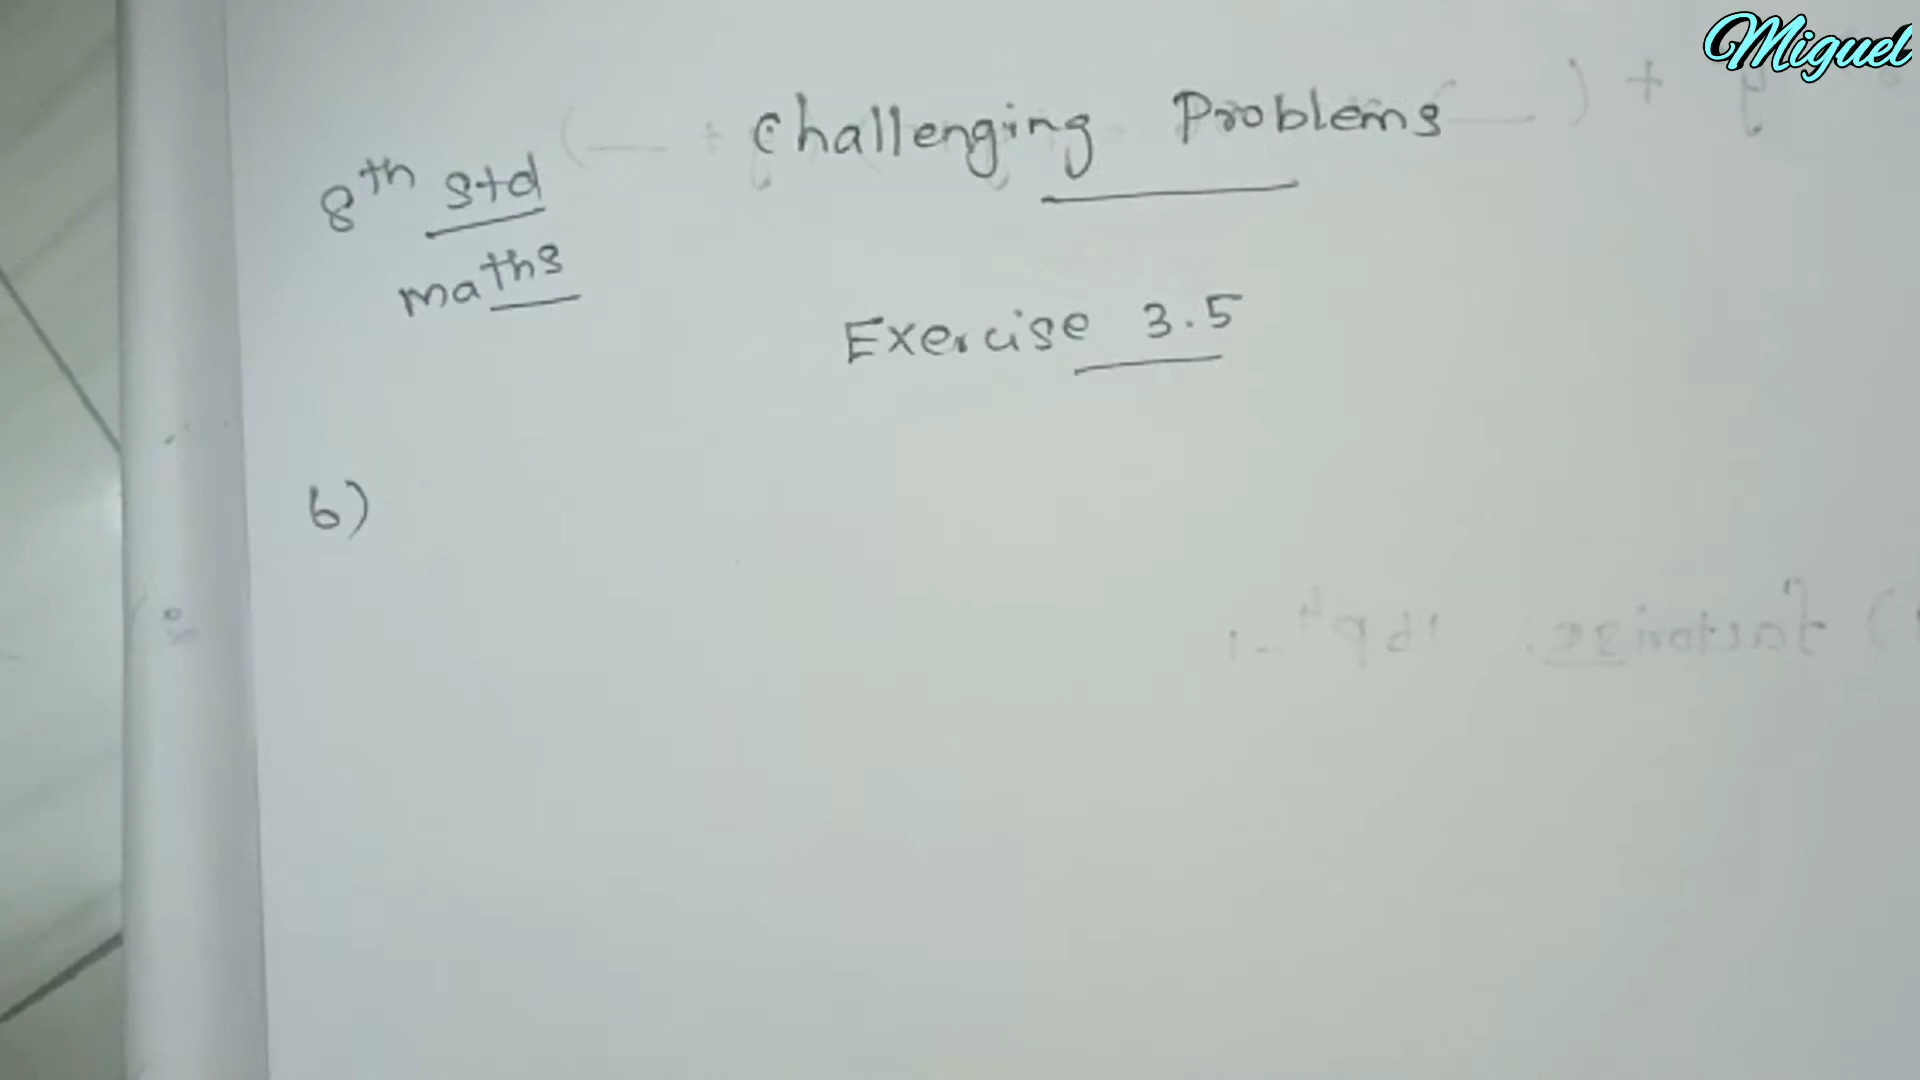 Miguel
Challenging Problems
8th Std
maths
Exercise 3.5
6)